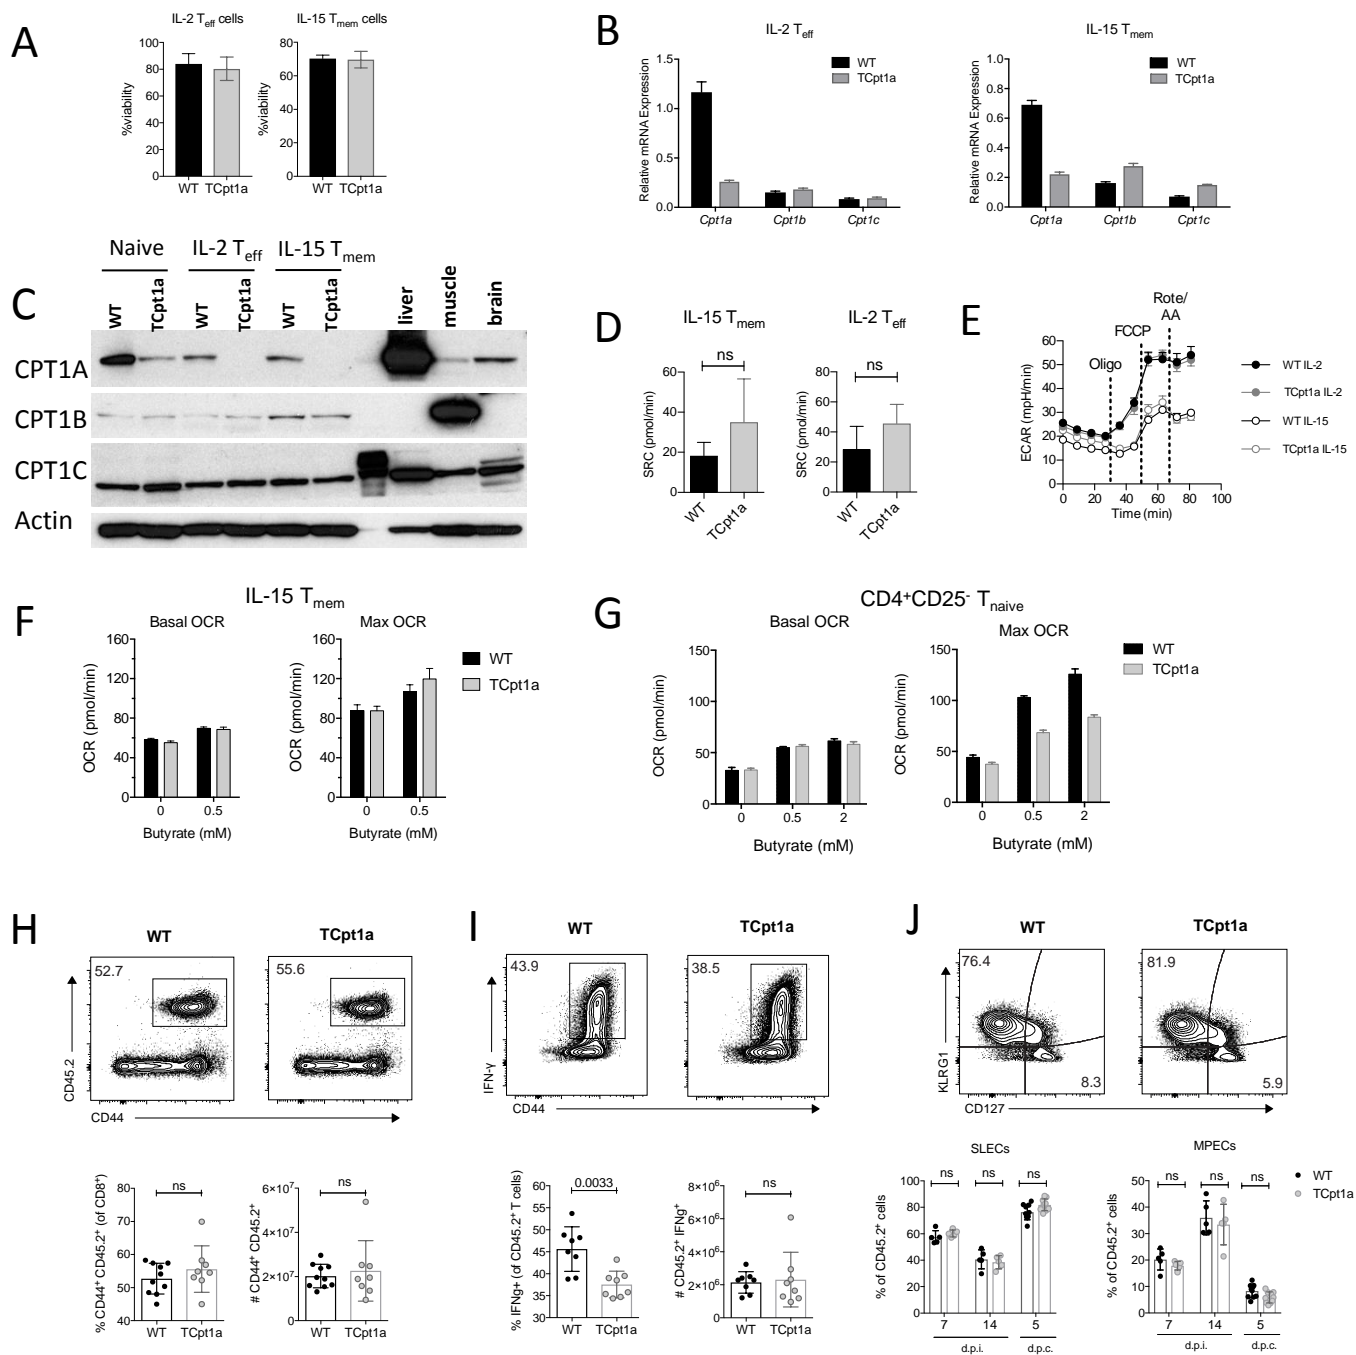 A
IL-2 Teff cells
IL-15 Tmem cells
%viability
100
80
60
40
20
0
WT TCpt1a
%viability
80
60
40
20
0
WT TCpt1a
B
IL-2 Teff
IL-15 Tmem
Relative mRNA Expression
1.5
1.0
0.5
0.0
Cpt1a Cpt1b Cpt1c
WT
TCpt1a
Relative mRNA Expression
1.0
0.8
0.6
0.4
0.2
0.0
Cpt1a Cpt1b Cpt1c
WT
TCpt1a
C
Naive IL-2 Teff IL-15 Tmem
WT TCpt1a WT TCpt1a WT TCpt1a liver muscle brain
CPT1A
CPT1B
CPT1C
Actin
D
IL-15 Tmem
IL-2 Teff
SRC (pmol/min)
80
60
40
20
0
ns
WT TCpt1a
SRC (pmol/min)
80
60
40
20
0
ns
WT TCpt1a
E
Rote/
AA
FCCP
Oligo
ECAR (mpH/min)
60
50
40
30
20
10
0
0 20 40 60 80 100
Time (min)
WT IL-2
TCpt1a IL-2
WT IL-15
TCpt1a IL-15
F
IL-15 Tmem
Basal OCR
Max OCR
OCR (pmol/min)
160
120
80
40
0
0 0.5
Butyrate (mM)
OCR (pmol/min)
160
120
80
40
0
0 0.5
Butyrate (mM)
WT
TCpt1a
G
CD4+CD25- Tnaive
Basal OCR
Max OCR
OCR (pmol/min)
150
100
50
0
0 0.5 2
Butyrate (mM)
OCR (pmol/min)
150
100
50
0
0 0.5 2
Butyrate (mM)
WT
TCpt1a
H
WT
TCpt1a
52.7
55.6
CD45.2
CD44
% CD44+ CD45.2+ (of CD8+)
80
70
60
50
40
ns
WT TCpt1a
# CD44+ CD45.2+
6×10^7
4×10^7
2×10^7
0
ns
WT TCpt1a
I
WT
TCpt1a
43.9
38.5
IFN-γ
CD44
% IFNg+ (of CD45.2+ T cells)
60
55
50
45
40
35
30
0.0033
WT TCpt1a
# CD45.2+ IFNg+
8×10^6
6×10^6
4×10^6
2×10^6
0
ns
WT TCpt1a
J
WT
TCpt1a
76.4
8.3
81.9
5.9
KLRG1
CD127
SLECs
% of CD45.2+ cells
100
80
60
40
20
0
ns ns ns
7 14 5
d.p.i. d.p.c.
MPECs
% of CD45.2+ cells
50
40
30
20
10
0
ns ns ns
7 14 5
d.p.i. d.p.c.
WT
TCpt1a